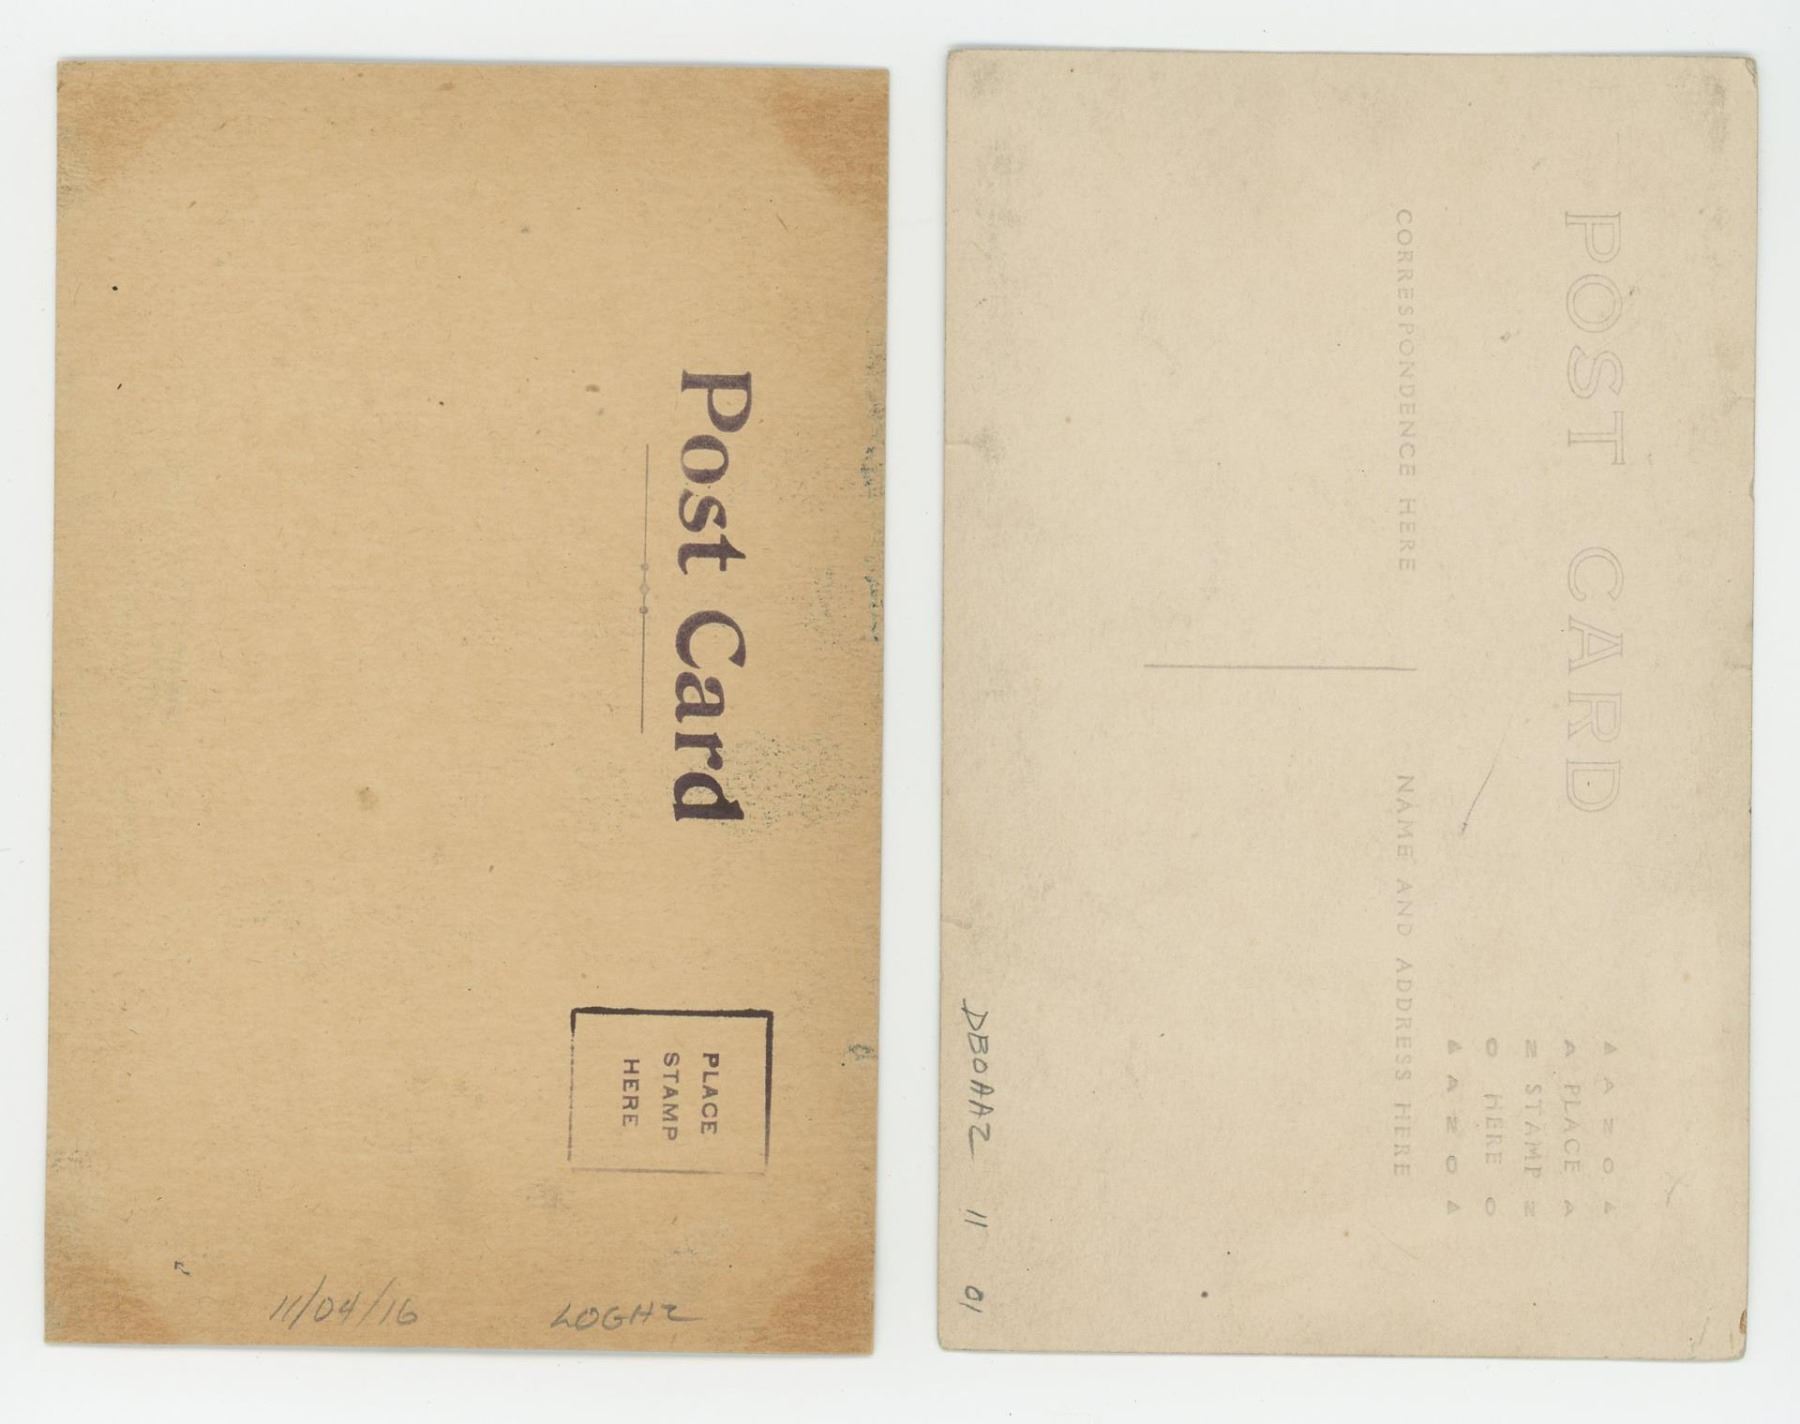 Post Card
PLACE
STAMP
HERE
11/04/16
LOGHZ
POST CARD
CORRESPONDENCE HERE
NAME AND ADDRESS HERE
▲ A Z O ▲
A PLACE A
Z STAMP Z
O HERE O
▲ A Z O ▲
DBOAAZ 11 01